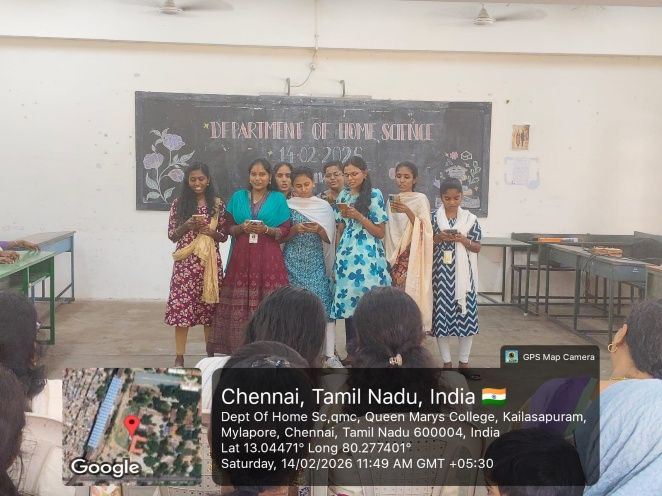 DEPARTMENT OF HOME SCIENCE
14-02-2026
GPS Map Camera
Chennai, Tamil Nadu, India
Dept Of Home Sc,qmc, Queen Marys College, Kailasapuram,
Mylapore, Chennai, Tamil Nadu 600004, India
Lat 13.04471° Long 80.277401°
Saturday, 14/02/2026 11:49 AM GMT +05:30
Google